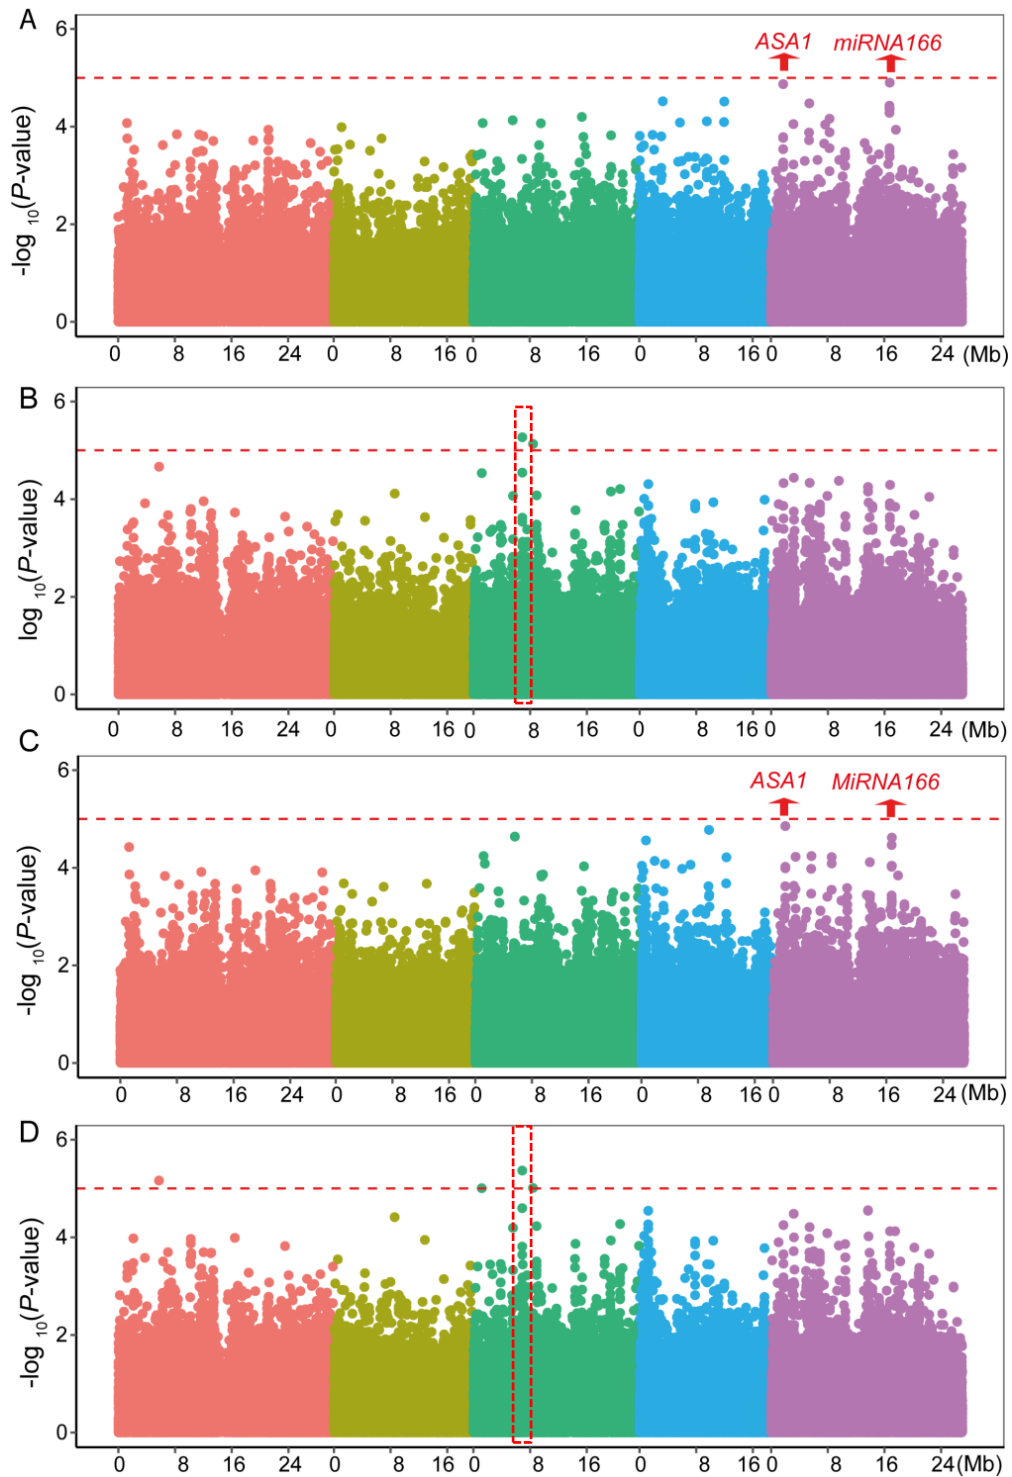 A
6
4
2
0
-log 10(P-value)
ASA1 miRNA166
0 8 16 24 0 8 16 0 8 16 0 8 16 0 8 16 24 (Mb)
B
6
4
2
0
log 10(P-value)
0 8 16 24 0 8 16 0 8 16 0 8 16 0 8 16 24 (Mb)
C
6
4
2
0
-log 10(P-value)
ASA1 MiRNA166
0 8 16 24 0 8 16 0 8 16 0 8 16 0 8 16 24 (Mb)
D
6
4
2
0
-log 10(P-value)
0 8 16 24 0 8 16 0 8 16 0 8 16 0 8 16 24 (Mb)